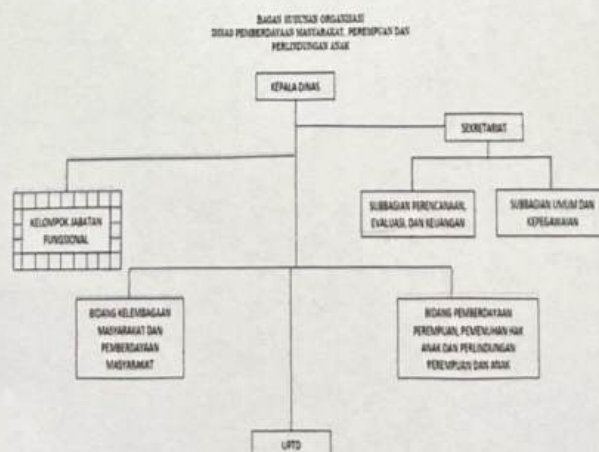 BAGAN SUSUNAN ORGANISASI
DINAS PEMBERDAYAAN MASYARAKAT, PEREMPUAN DAN
PERLINDUNGAN ANAK
KEPALA DINAS
SEKRETARIAT
KELOMPOK JABATAN
FUNGSIONAL
SUBBAGIAN PERENCANAAN,
EVALUASI, DAN KEUANGAN
SUBBAGIAN UMUM DAN
KEPEGAWAIAN
BIDANG KELEMBAGAAN
MASYARAKAT DAN
PEMBERDAYAAN
MASYARAKAT
BIDANG PEMBERDAYAAN
PEREMPUAN, PEMENUHAN HAK
ANAK DAN PERLINDUNGAN
PEREMPUAN DAN ANAK
UPTD